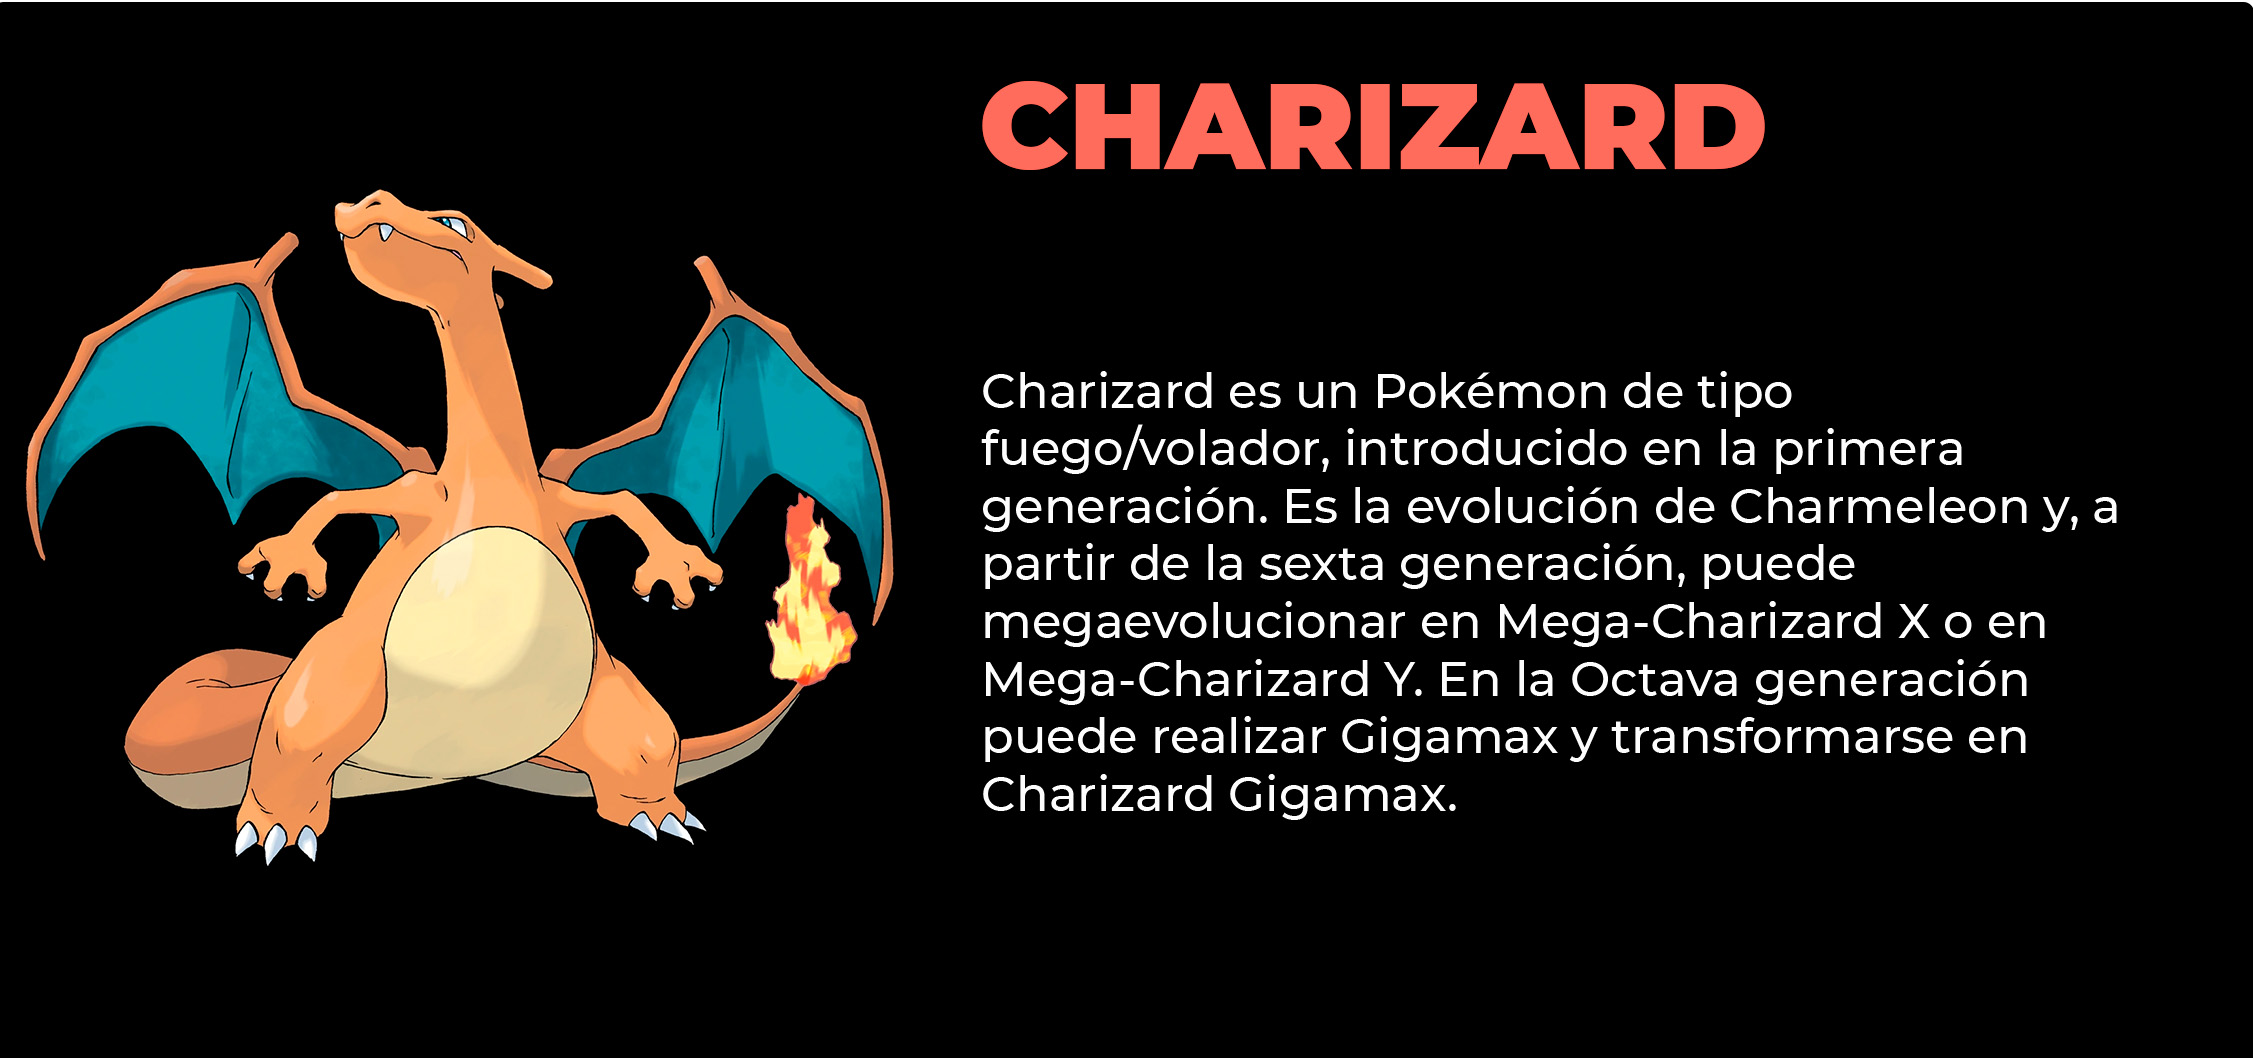 CHARIZARD
Charizard es un Pokémon de tipo
fuego/volador, introducido en la primera
generación. Es la evolución de Charmeleon y, a
partir de la sexta generación, puede
megaevolucionar en Mega-Charizard X o en
Mega-Charizard Y. En la Octava generación
puede realizar Gigamax y transformarse en
Charizard Gigamax.